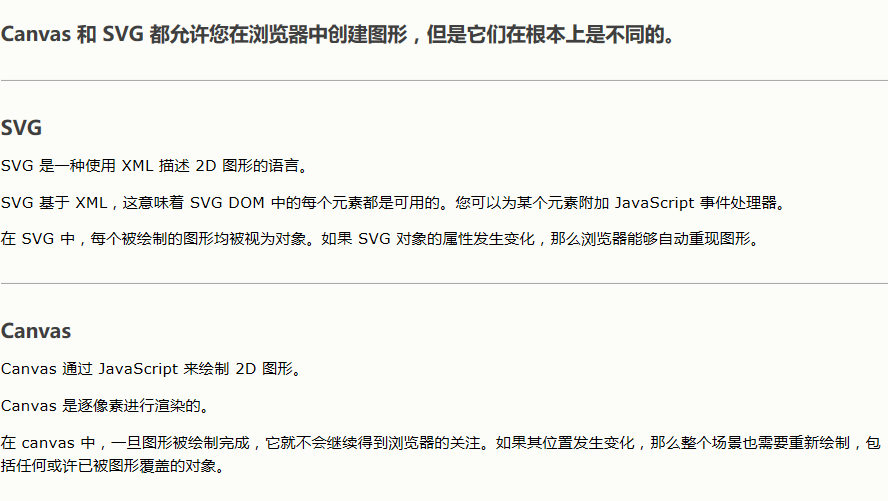 Canvas 和 SVG 都允许您在浏览器中创建图形，但是它们在根本上是不同的。
SVG
SVG 是一种使用 XML 描述 2D 图形的语言。
SVG 基于 XML，这意味着 SVG DOM 中的每个元素都是可用的。您可以为某个元素附加 JavaScript 事件处理器。
在 SVG 中，每个被绘制的图形均被视为对象。如果 SVG 对象的属性发生变化，那么浏览器能够自动重现图形。
Canvas
Canvas 通过 JavaScript 来绘制 2D 图形。
Canvas 是逐像素进行渲染的。
在 canvas 中，一旦图形被绘制完成，它就不会继续得到浏览器的关注。如果其位置发生变化，那么整个场景也需要重新绘制，包
括任何或许已被图形覆盖的对象。